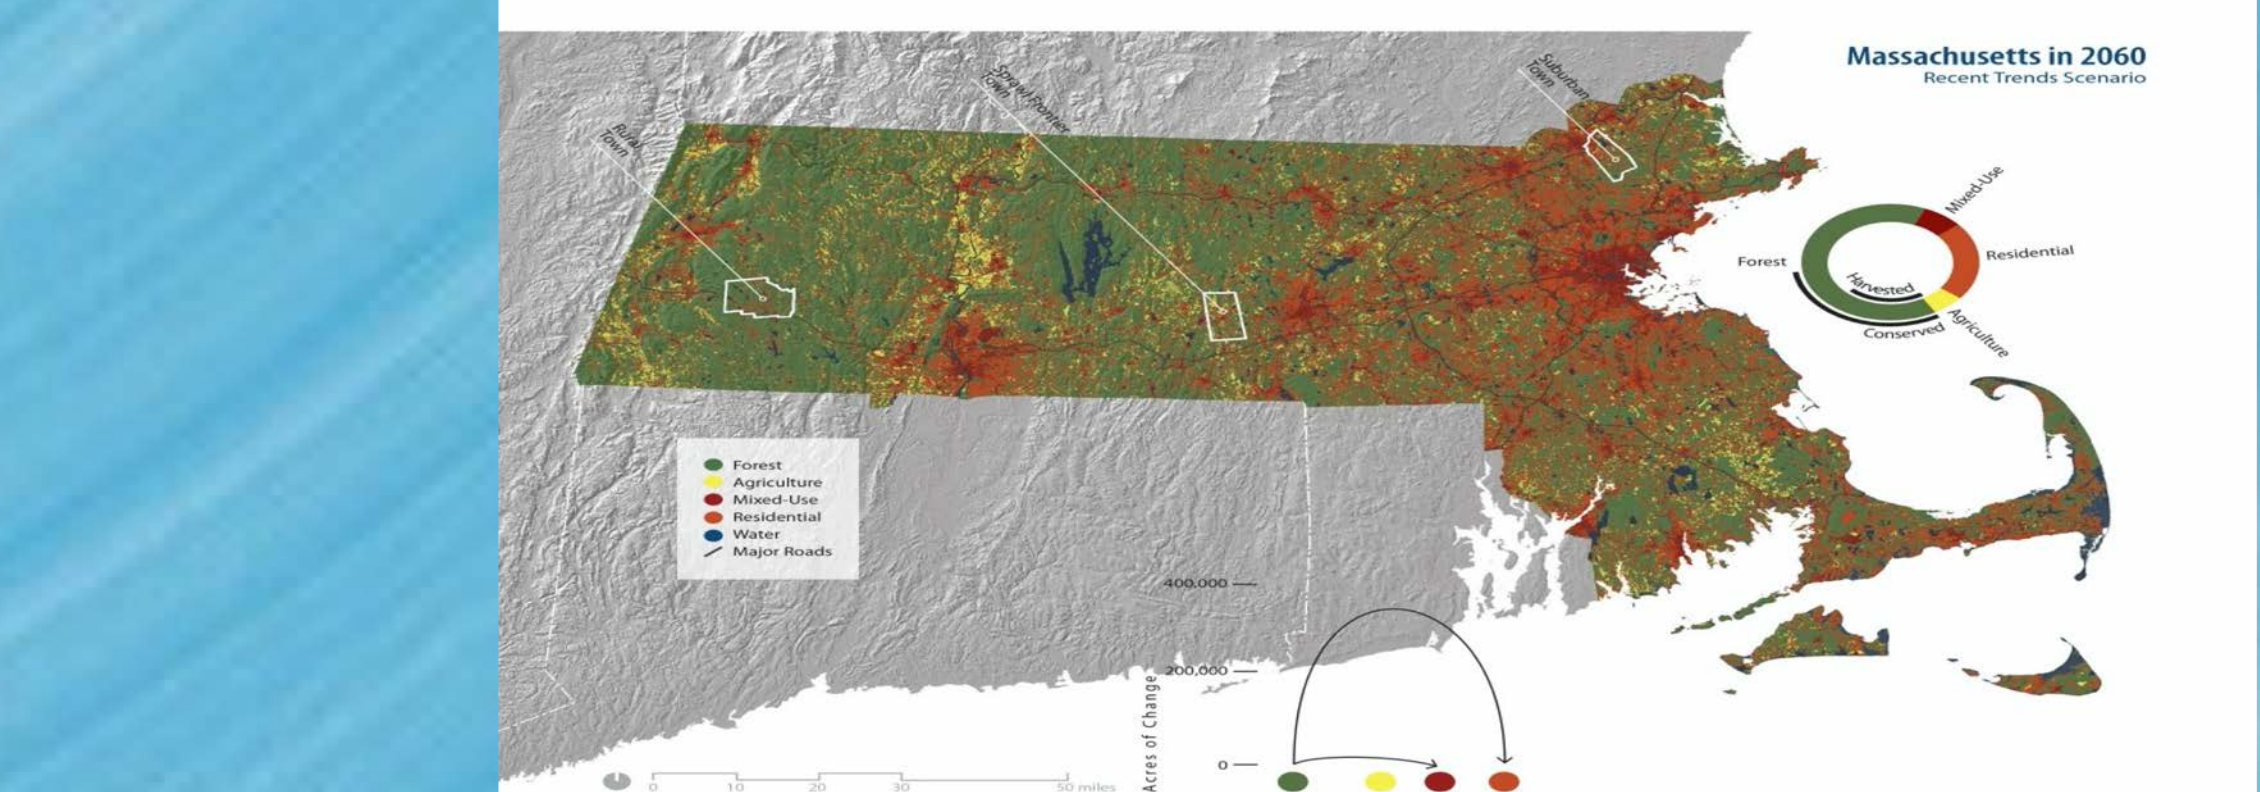 Massachusetts in 2060
Recent Trends Scenario
Rural
Town
Sprawl Frontier
Town
Suburban
Town
Mixed-Use
Forest
Residential
Harvested
Conserved
Agriculture
Forest
Agriculture
Mixed-Use
Residential
Water
Major Roads
400,000
200,000
0
Acres of Change
0 10 20 30 50 miles